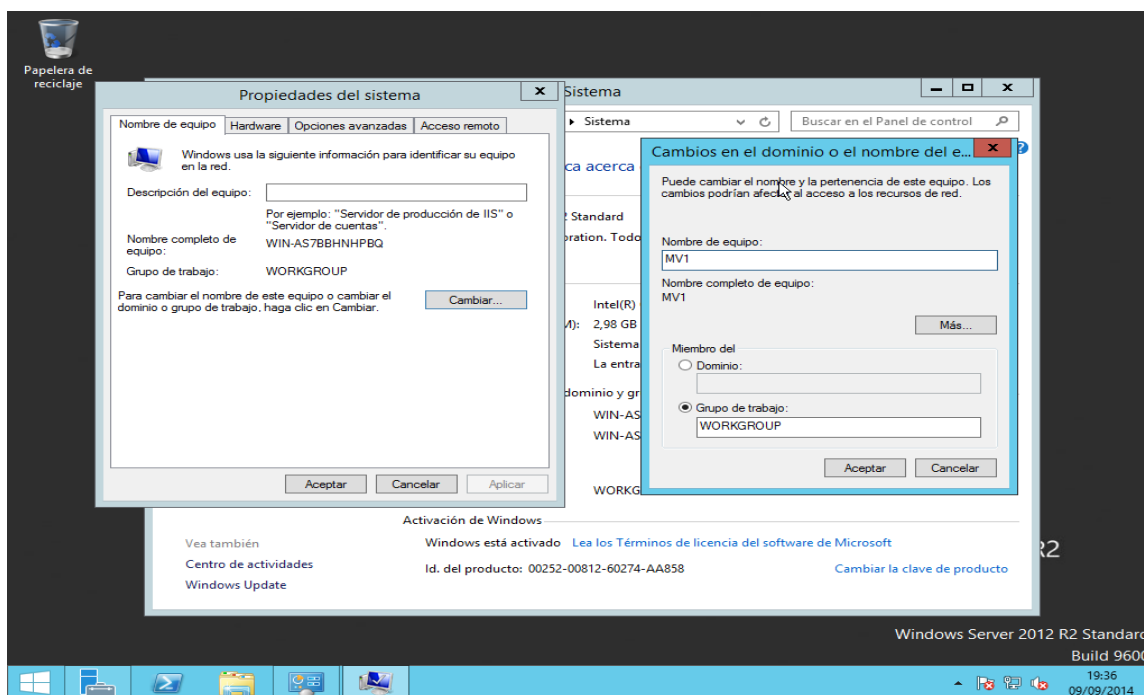 Papelera de
reciclaje
Propiedades del sistema
Nombre de equipo
Hardware
Opciones avanzadas
Acceso remoto
Windows usa la siguiente información para identificar su equipo
en la red.
Descripción del equipo:
Por ejemplo: "Servidor de producción de IIS" o
"Servidor de cuentas".
Nombre completo de
equipo:
WIN-AS7BBHNHPBQ
Grupo de trabajo:
WORKGROUP
Para cambiar el nombre de este equipo o cambiar el
dominio o grupo de trabajo, haga clic en Cambiar.
Cambiar...
Aceptar
Cancelar
Aplicar
Sistema
Sistema
Buscar en el Panel de control
ca acerca
2 Standard
oration. Todo
Intel(R)
M): 2,98 GB
Sistema
La entra
dominio y gr
WIN-AS
WIN-AS
WORKG
Cambios en el dominio o el nombre del e...
Puede cambiar el nombre y la pertenencia de este equipo. Los
cambios podrían afectar al acceso a los recursos de red.
Nombre de equipo:
MV1
Nombre completo de equipo:
MV1
Más...
Miembro del
Dominio:
Grupo de trabajo:
WORKGROUP
Aceptar
Cancelar
Activación de Windows
Windows está activado Lea los Términos de licencia del software de Microsoft
Id. del producto: 00252-00812-60274-AA858
Cambiar la clave de producto
Vea también
Centro de actividades
Windows Update
R2
Windows Server 2012 R2 Standard
Build 9600
19:36
09/09/2014